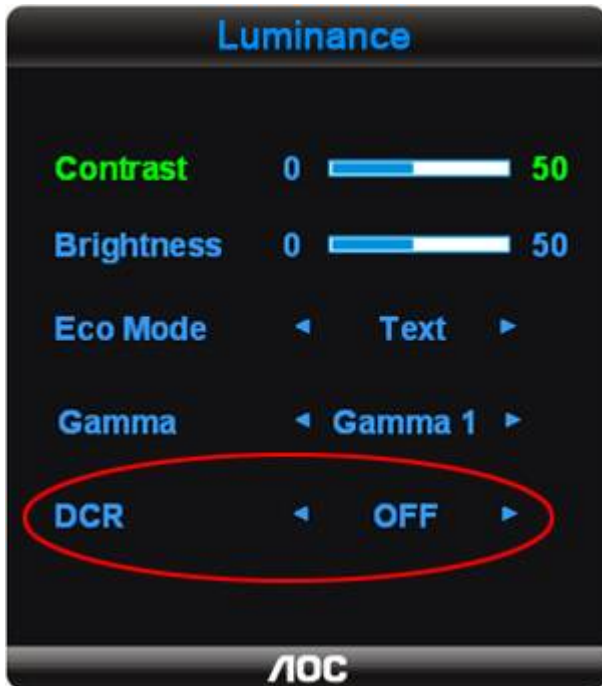 Luminance
Contrast 0 50
Brightness 0 50
Eco Mode Text
Gamma Gamma 1
DCR OFF
AOC